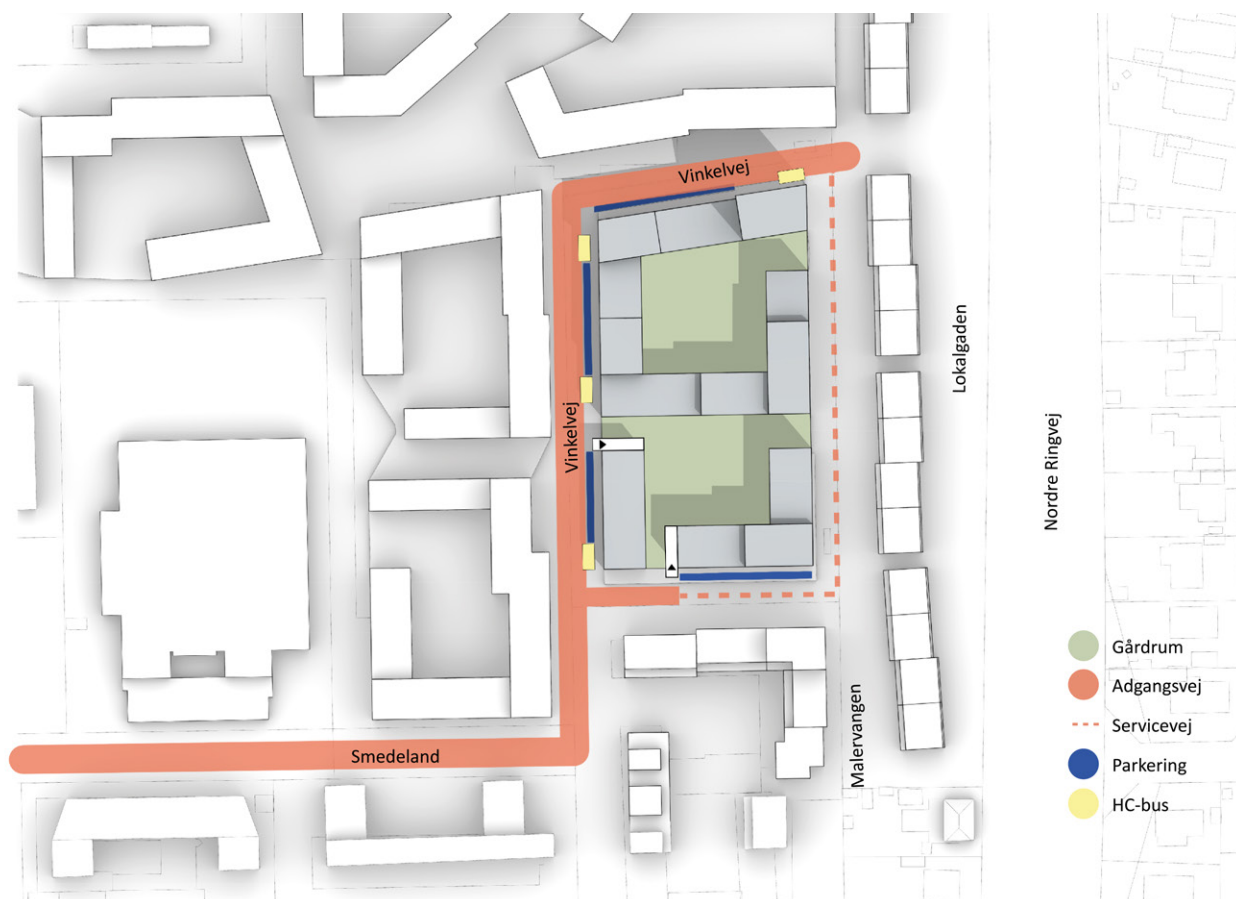 Vinkelvej
Vinkelvej
Lokalgaden
Nordre Ringvej
Malervangen
Smedeland
Gårdrum
Adgangsvej
Servicevej
Parkering
HC-bus